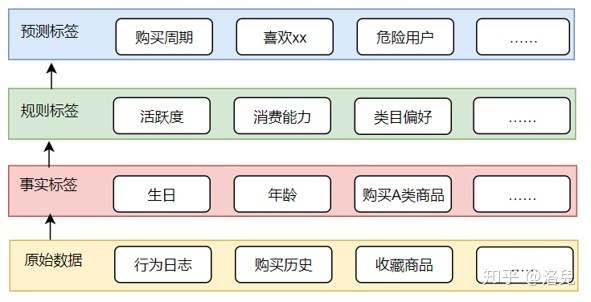 预测标签 购买周期 喜欢xx 危险用户 ......
规则标签 活跃度 消费能力 类目偏好 ......
事实标签 生日 年龄 购买A类商品 ......
原始数据 行为日志 购买历史 收藏商品 ......
知乎 @洛兒